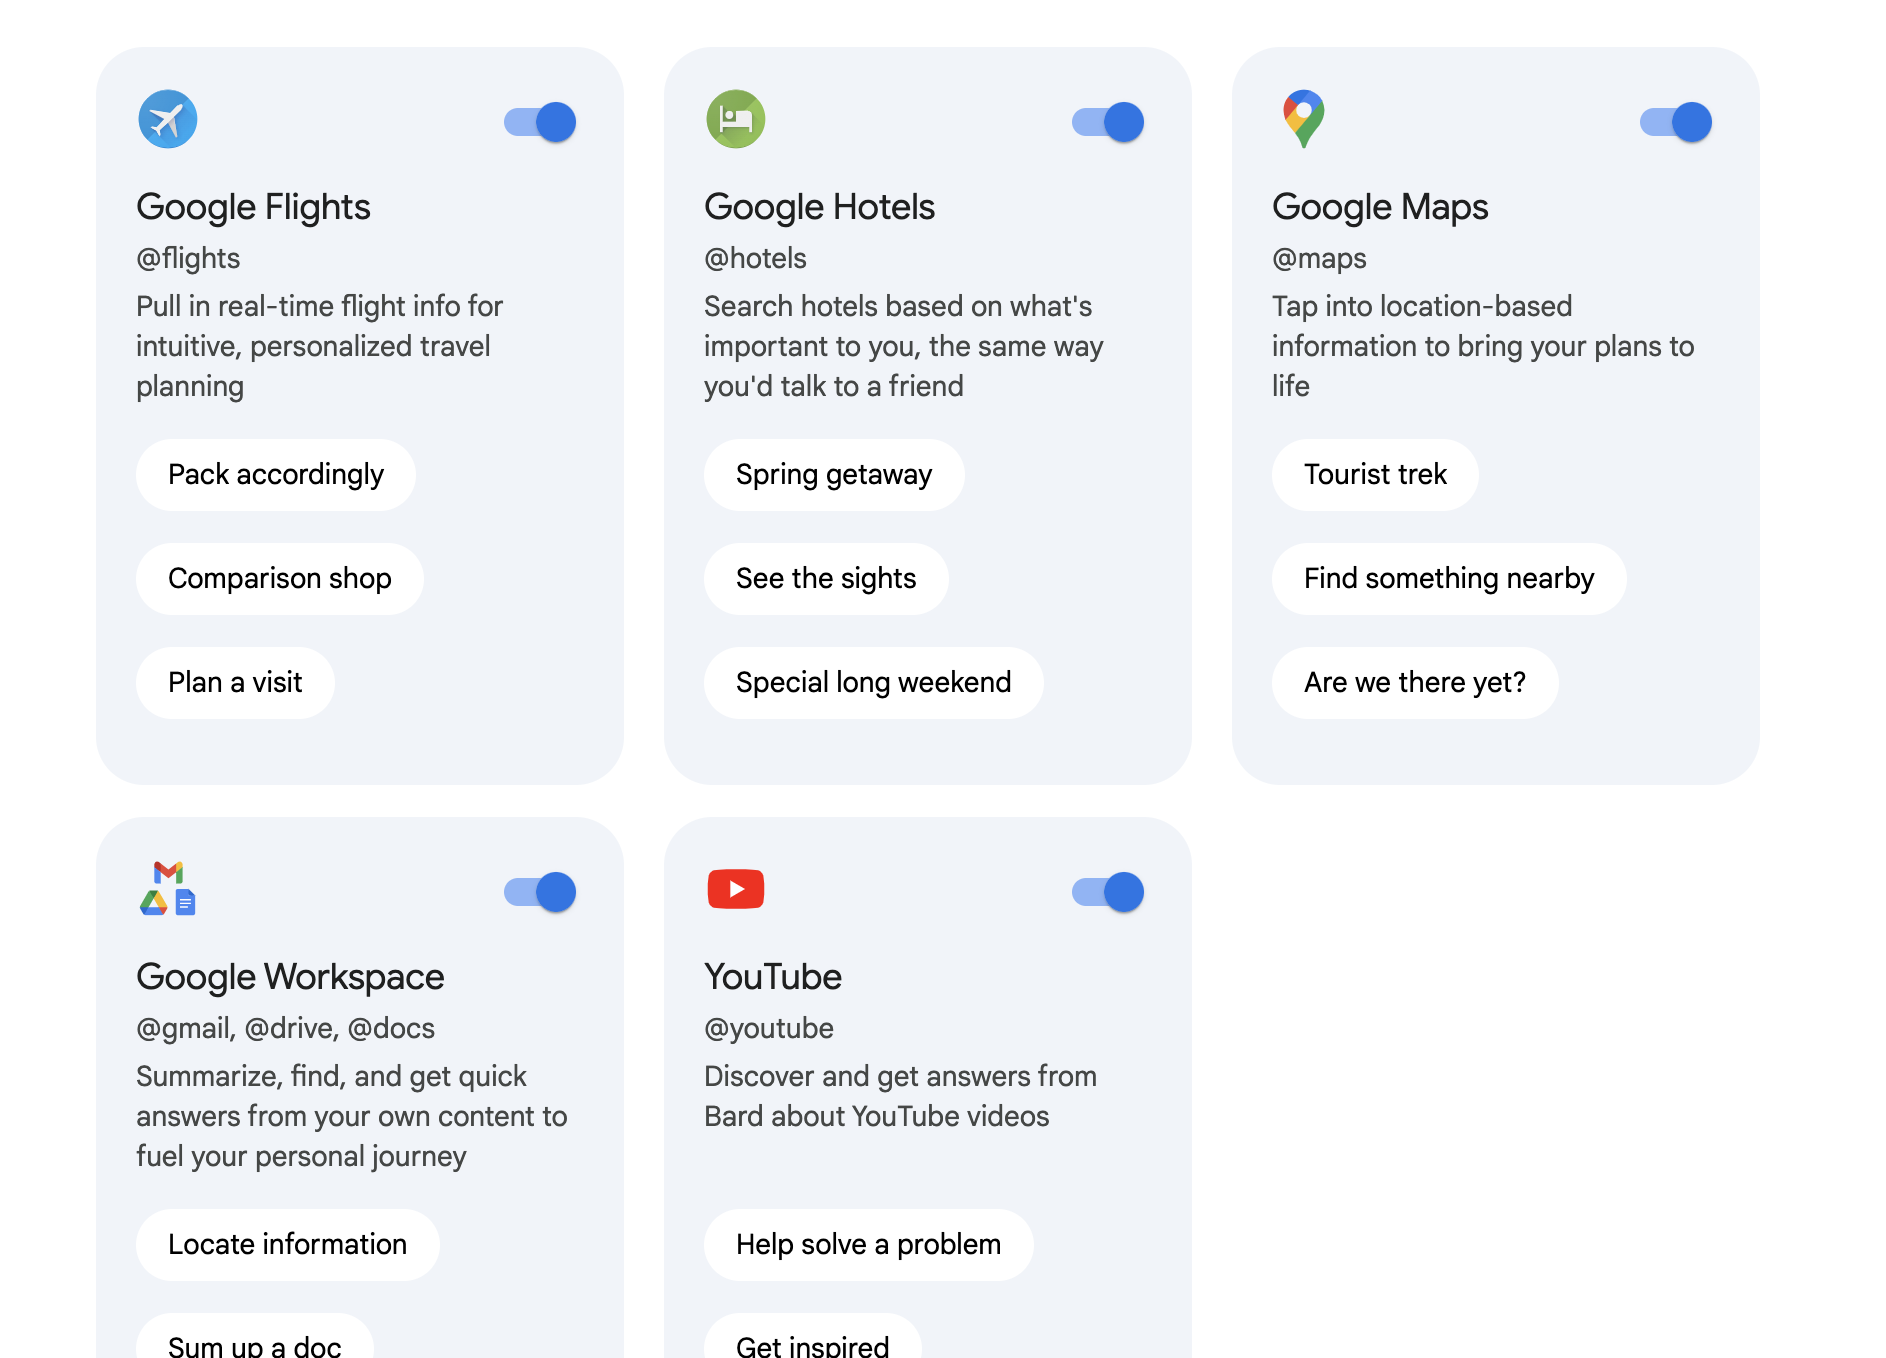 Google Flights
@flights
Pull in real-time flight info for
intuitive, personalized travel
planning
Pack accordingly
Comparison shop
Plan a visit
Google Hotels
@hotels
Search hotels based on what's
important to you, the same way
you'd talk to a friend
Spring getaway
See the sights
Special long weekend
Google Maps
@maps
Tap into location-based
information to bring your plans to
life
Tourist trek
Find something nearby
Are we there yet?
Google Workspace
@gmail, @drive, @docs
Summarize, find, and get quick
answers from your own content to
fuel your personal journey
Locate information
Sum up a doc
YouTube
@youtube
Discover and get answers from
Bard about YouTube videos
Help solve a problem
Get inspired